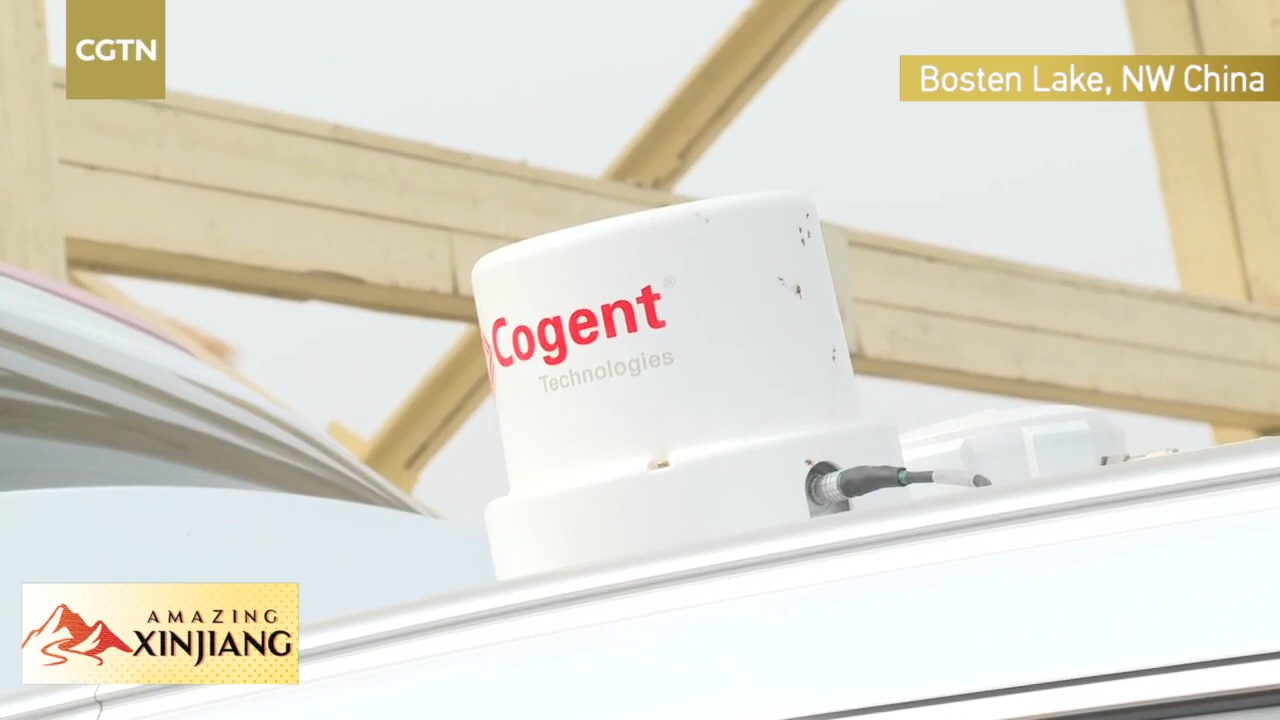 CGTN
Bosten Lake, NW China
Cogent®
Technologies
AMAZING
XINJIANG